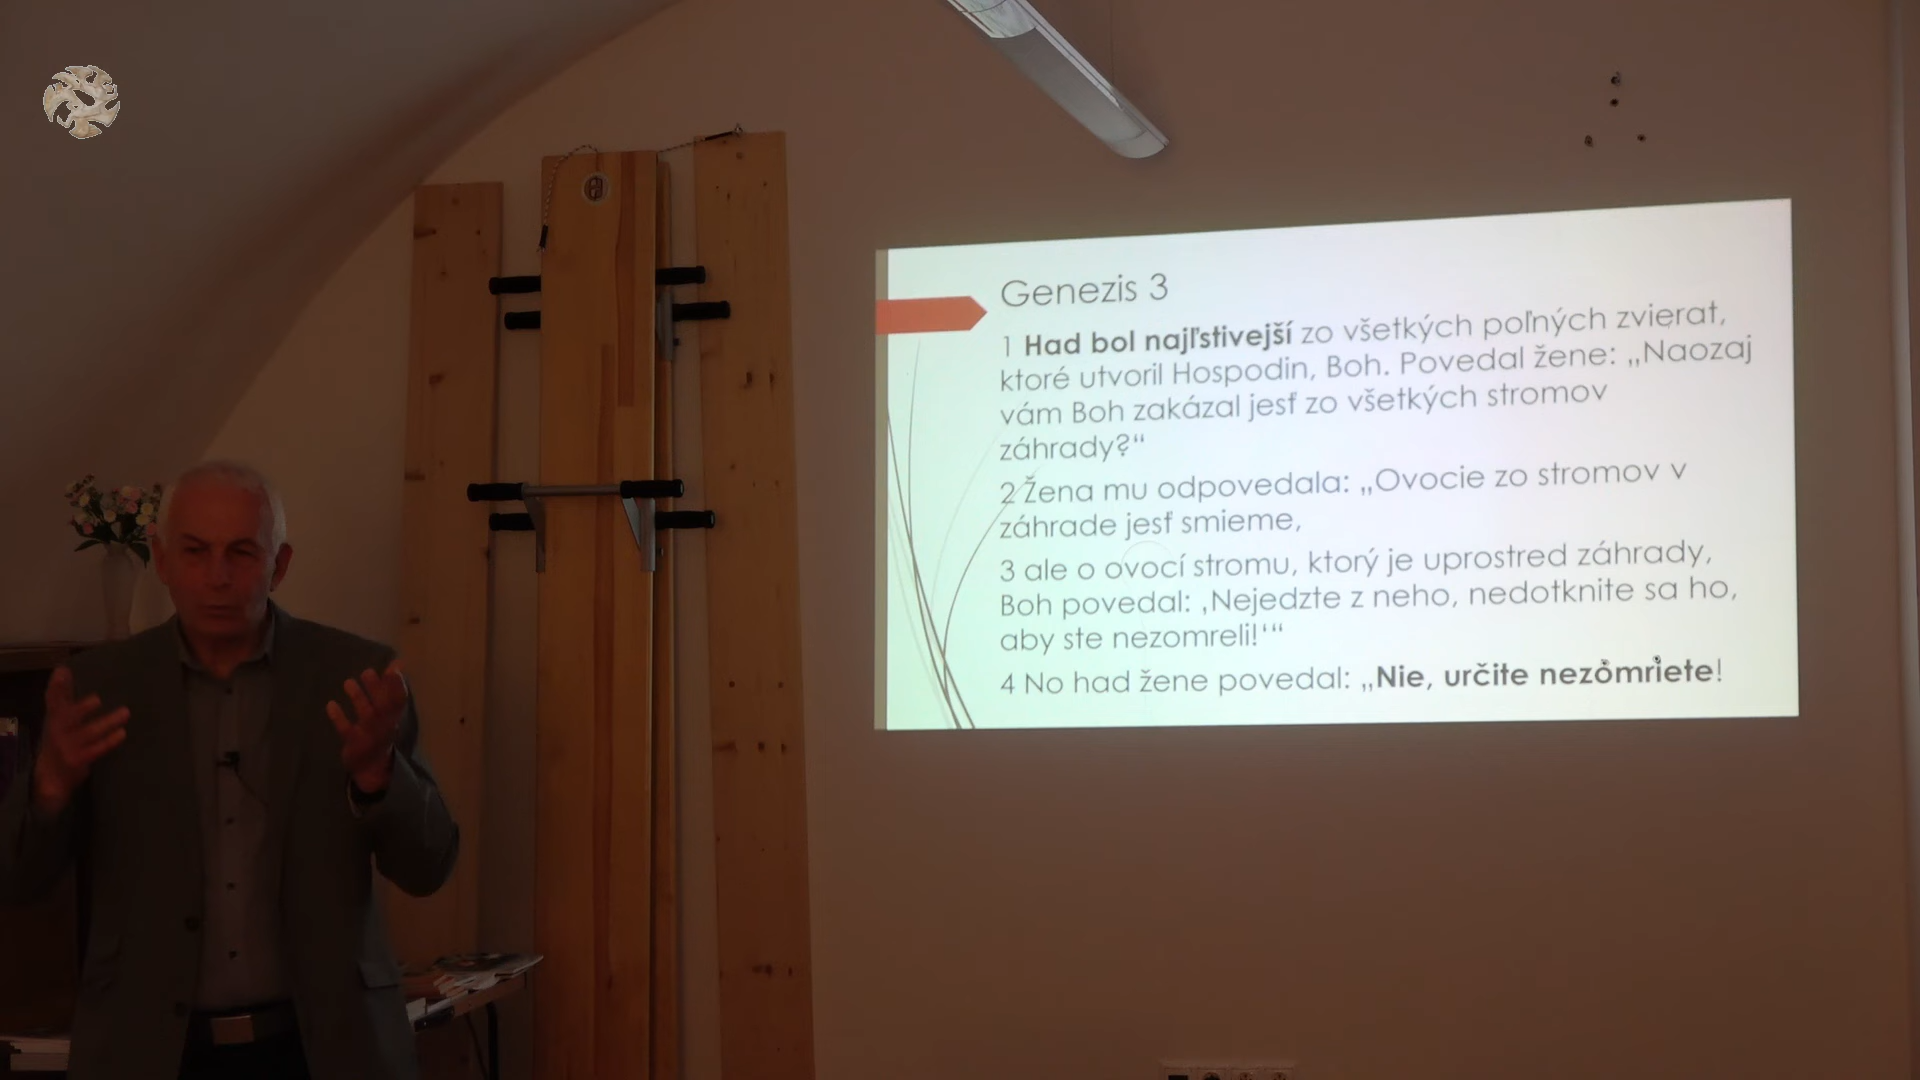 Genezis 3
1 Had bol najľstivejší zo všetkých poľných zvierat,
ktoré utvoril Hospodin, Boh. Povedal žene: „Naozaj
vám Boh zakázal jesť zo všetkých stromov
záhrady?“
2 Žena mu odpovedala: „Ovocie zo stromov v
záhrade jesť smieme,
3 ale o ovocí stromu, ktorý je uprostred záhrady,
Boh povedal: ‚Nejedzte z neho, nedotknite sa ho,
aby ste nezomreli!‘“
4 No had žene povedal: „Nie, určite nezomriete!